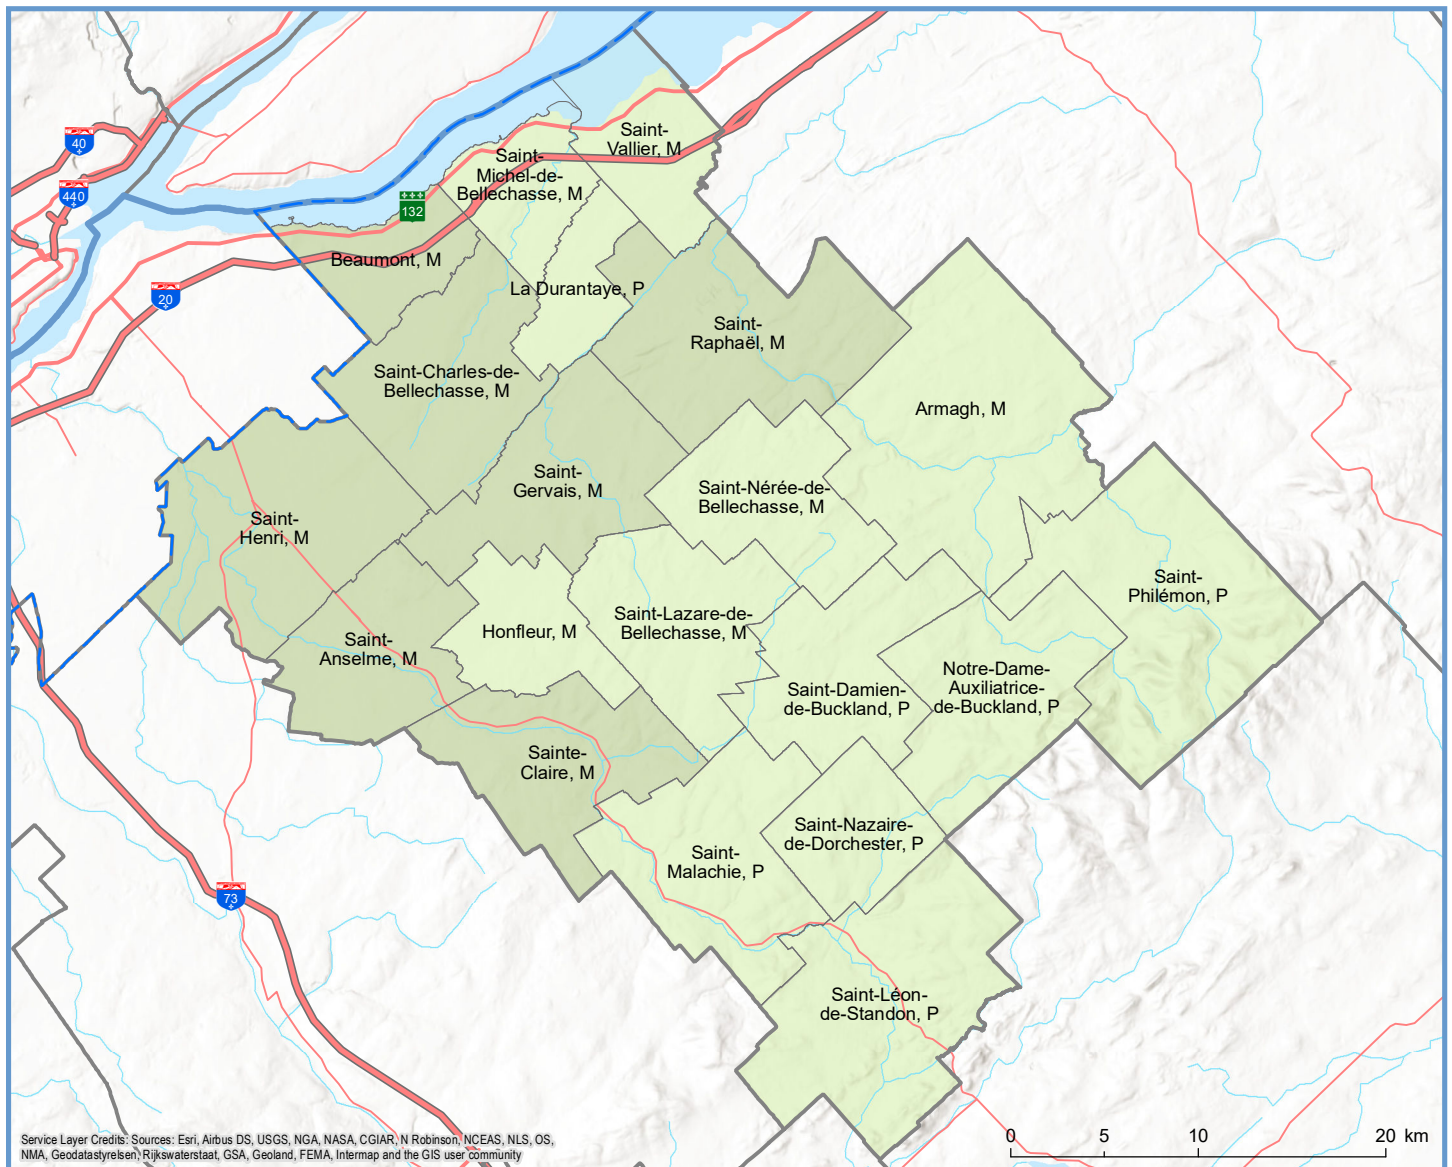 Saint-
Vallier, M
40
Saint-
Michel-de-
Bellechasse, M
440
132
Beaumont, M
La Durantaye, P
20
Saint-
Raphaël, M
Saint-Charles-de-
Bellechasse, M
Armagh, M
Saint-
Gervais, M
Saint-Nérée-de-
Bellechasse, M
Saint-
Henri, M
Saint-
Philémon, P
Saint-Lazare-de-
Bellechasse, M
Honfleur, M
Saint-
Anselme, M
Notre-Dame-
Auxiliatrice-
de-Buckland, P
Saint-Damien-
de-Buckland, P
Sainte-
Claire, M
Saint-Nazaire-
de-Dorchester, P
Saint-
Malachie, P
73
Saint-Léon-
de-Standon, P
0 5 10 20 km
Service Layer Credits: Sources: Esri, Airbus DS, USGS, NGA, NASA, CGIAR, N Robinson, NCEAS, NLS, OS,
NMA, Geodatastyrelsen, Rijkswaterstaat, GSA, Geoland, FEMA, Intermap and the GIS user community